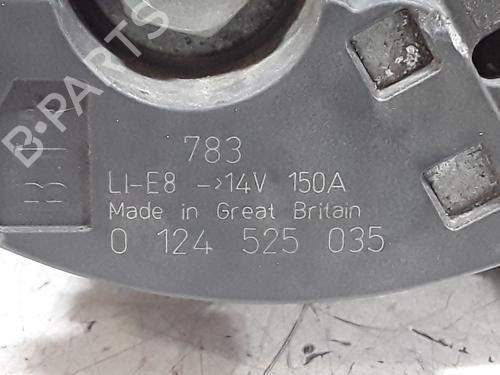 B-PARTS
783
LI-E8 ->14V 150A
Made in Great Britain
0 124 525 035